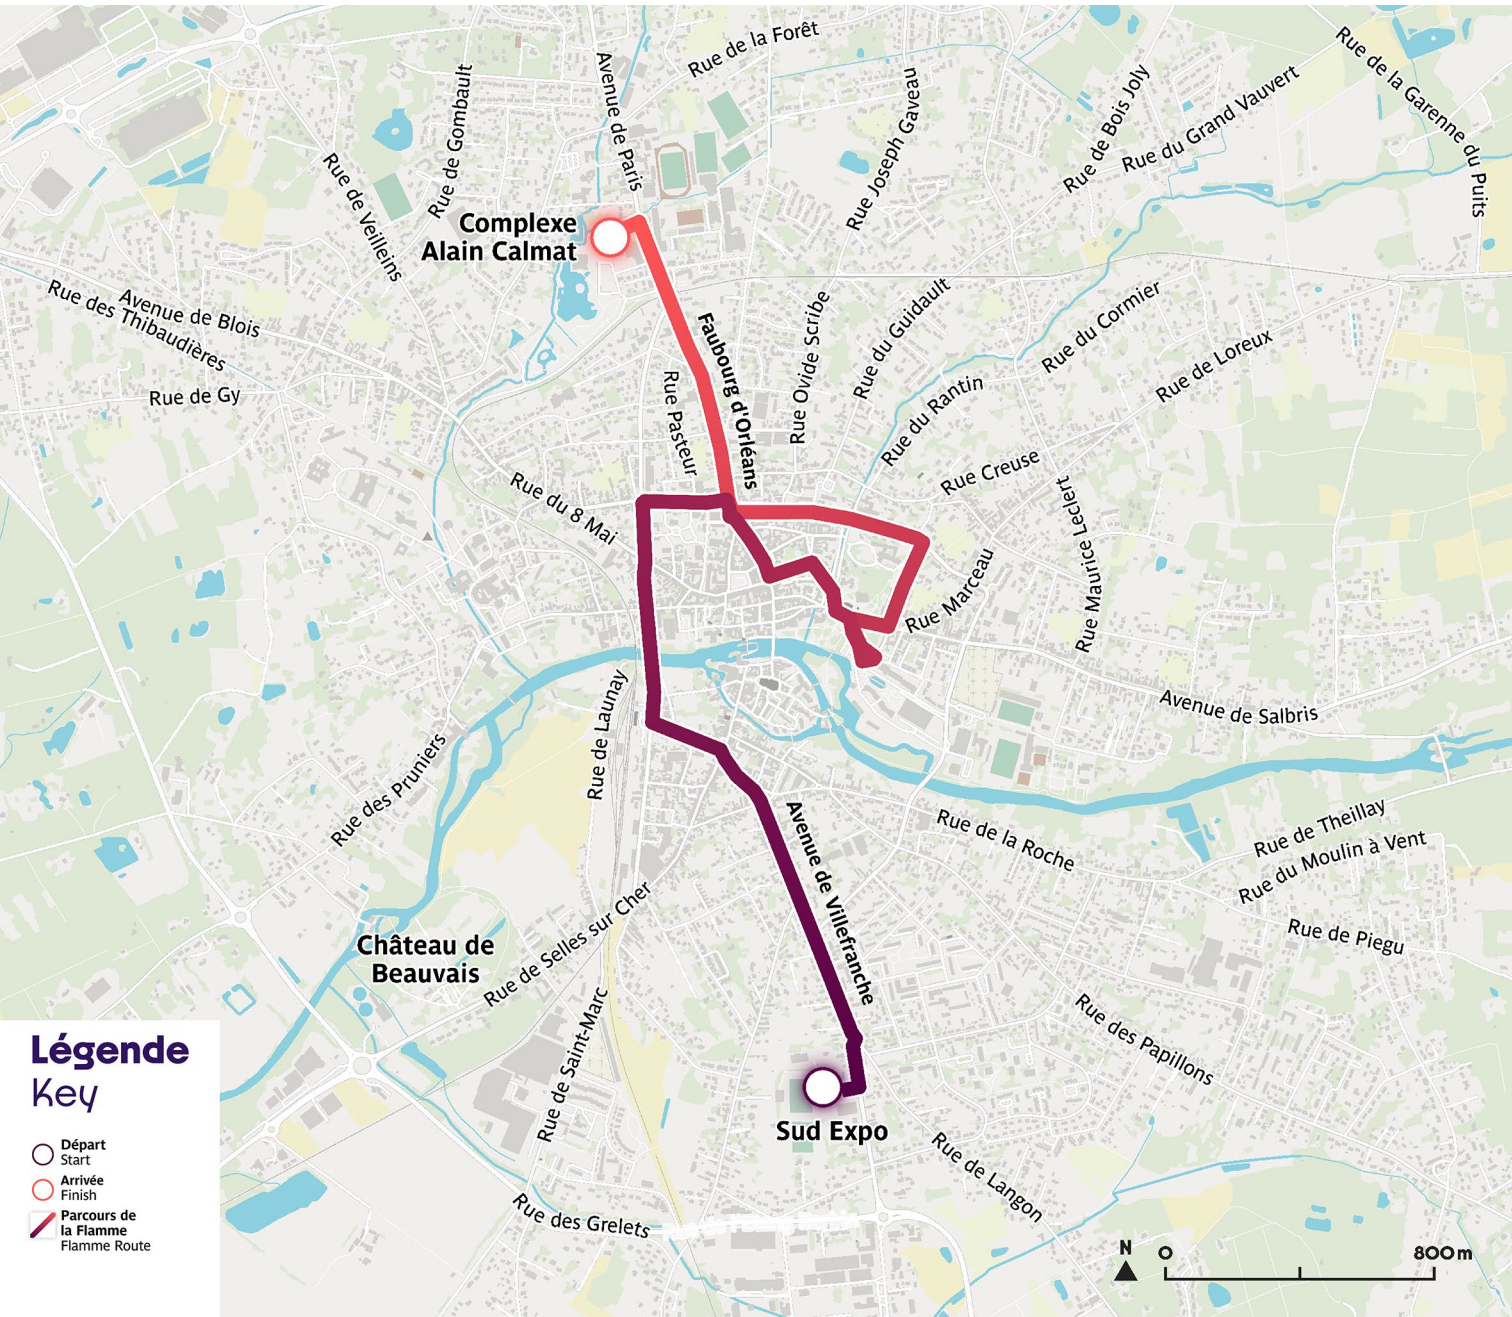 Rue de la Forêt
Rue de la Garenne du Puits
Avenue de Paris
Rue de Gombault
Rue Joseph Gaveau
Rue de Bois Joly
Rue du Grand Vauvert
Rue de Veilleins
Complexe
Alain Calmat
Avenue de Blois
Rue des Thibaudières
Rue de Gy
Faubourg d'Orléans
Rue Pasteur
Rue Ovide Scribe
Rue du Guidault
Rue du Cormier
Rue de Loreux
Rue du Rantin
Rue Creuse
Rue du 8 Mai
Rue Maurice Leclert
Rue Marceau
Rue de Launay
Avenue de Salbris
Rue des Pruniers
Avenue de Villefranche
Rue de la Roche
Rue de Theillay
Rue du Moulin à Vent
Rue de Piegu
Château de
Beauvais
Rue de Selles sur Cher
Rue de Saint-Marc
Rue des Papillons
Sud Expo
Rue de Langon
Rue des Grelets
Légende
Key
Départ
Start
Arrivée
Finish
Parcours de
la Flamme
Flamme Route
N
0
800m